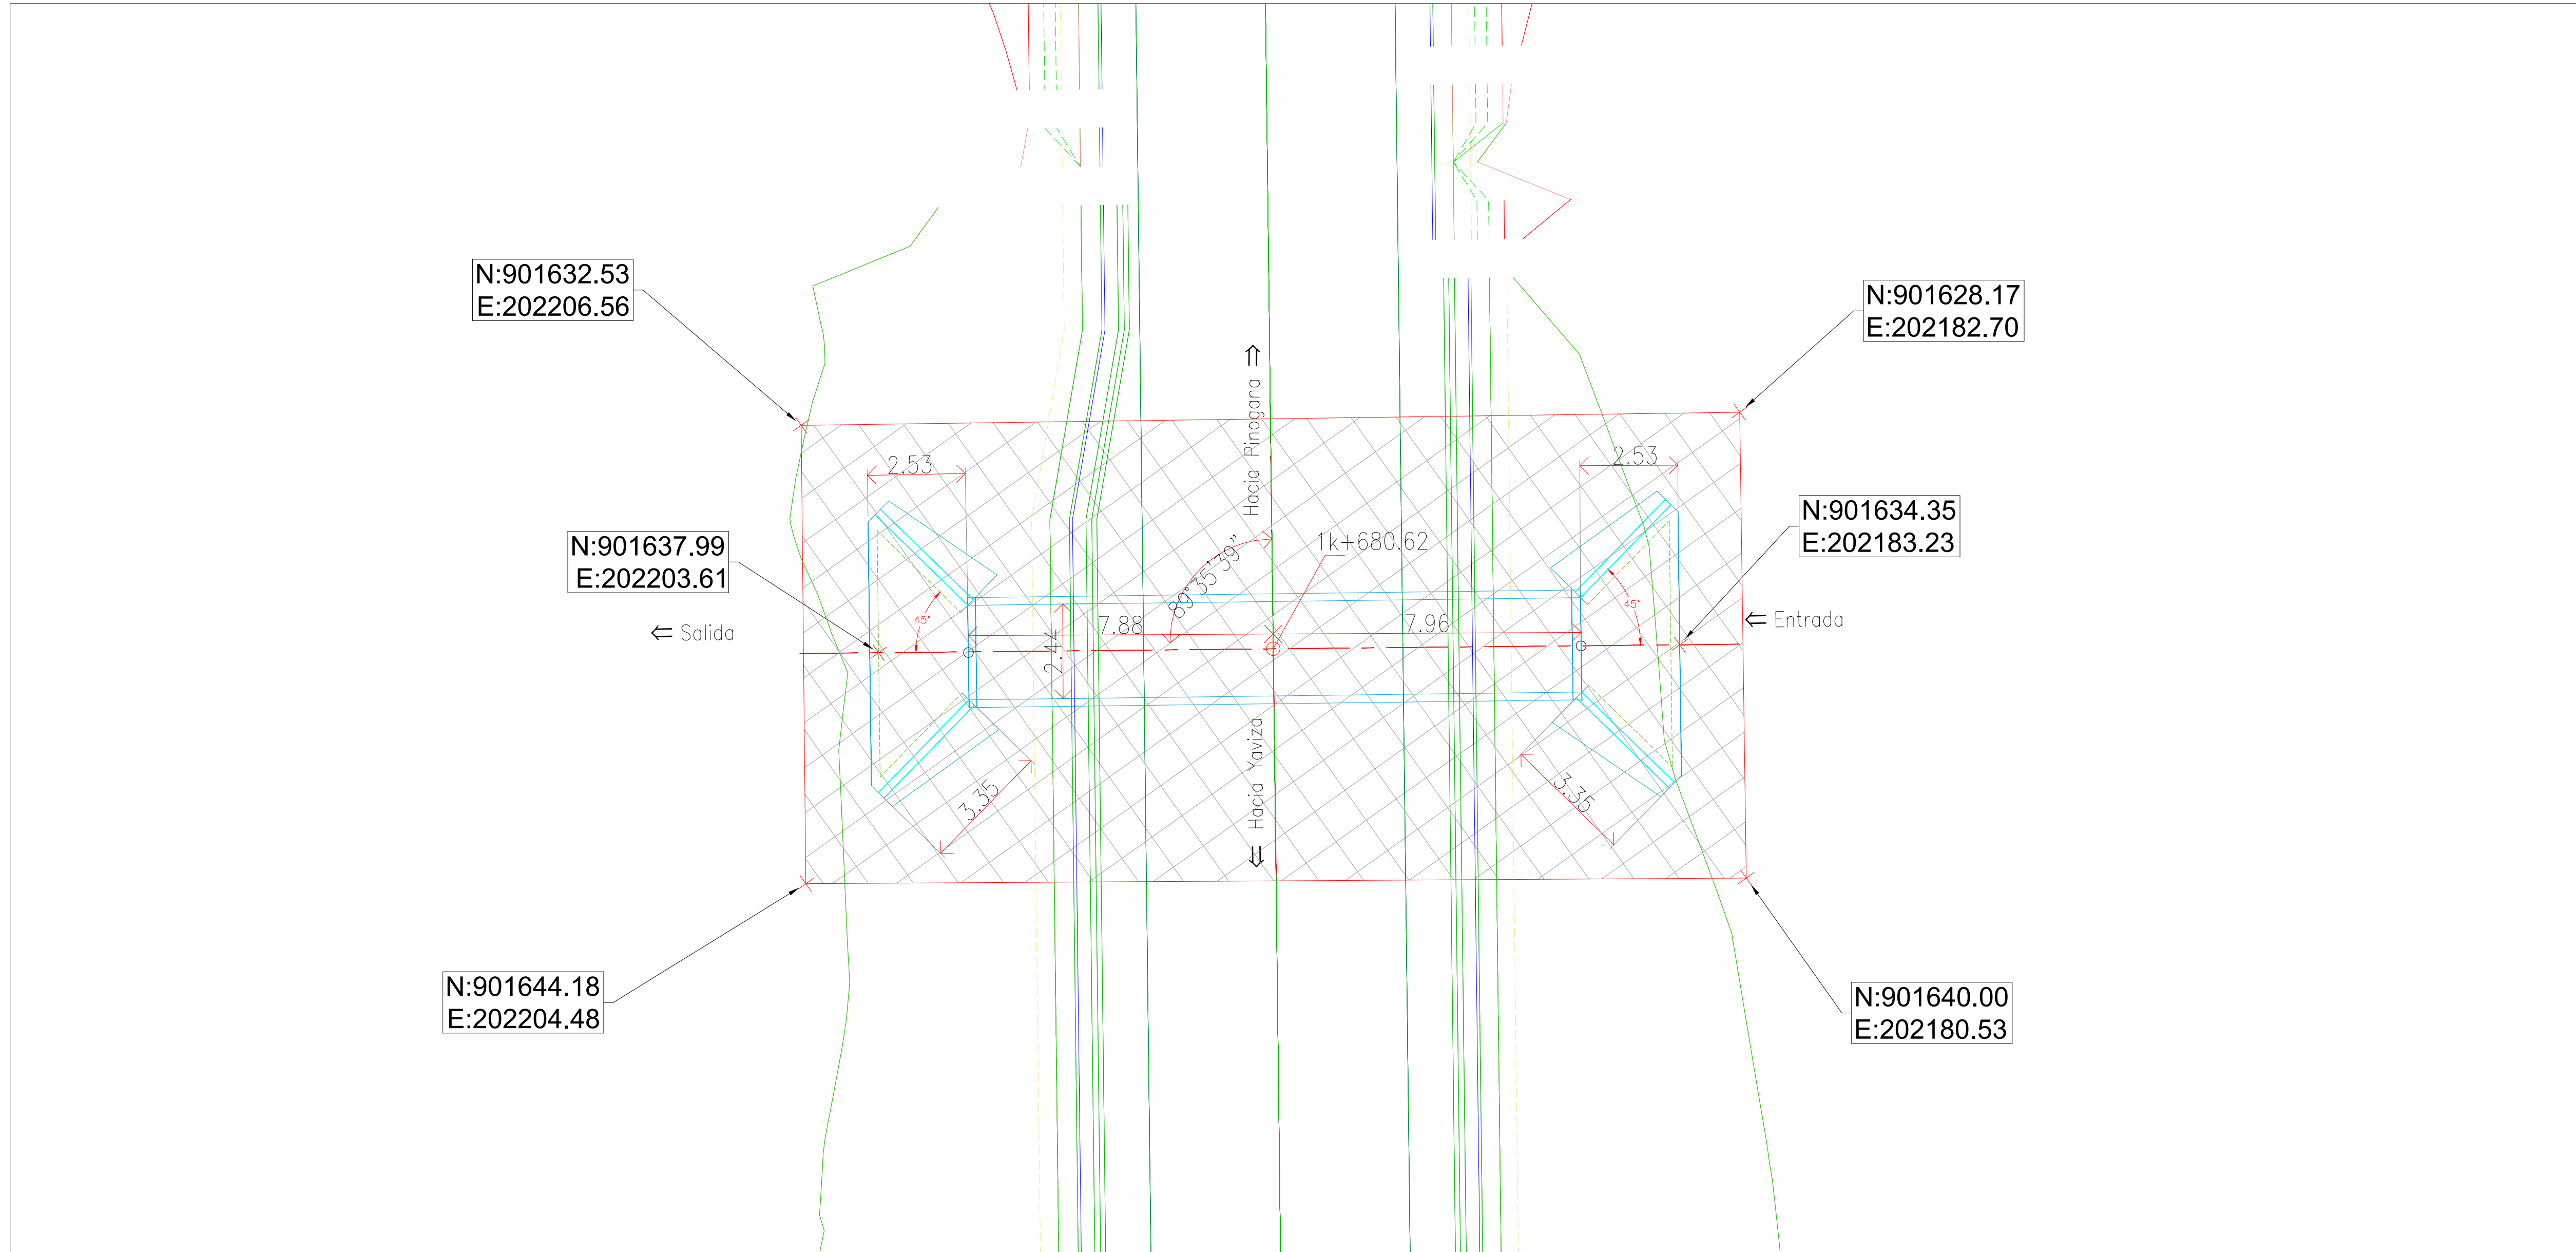 N:901632.53
E:202206.56
N:901628.17
E:202182.70
Hacia Pinogana
2.53
2.53
N:901637.99
E:202203.61
N:901634.35
E:202183.23
1k+680.62
89°35'39"
45°
45°
⇐ Salida
7.88
7.96
⇐ Entrada
2.44
Hacia Yaviza
3.35
3.35
N:901644.18
E:202204.48
N:901640.00
E:202180.53